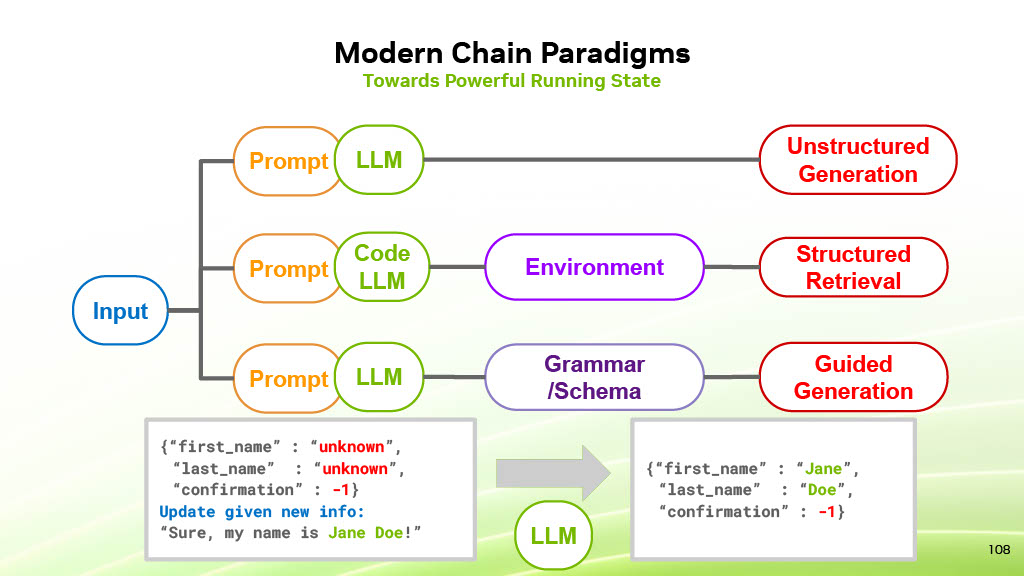 Modern Chain Paradigms
Towards Powerful Running State
Prompt
LLM
Unstructured
Generation
Prompt
Code
LLM
Environment
Structured
Retrieval
Input
Prompt
LLM
Grammar
/Schema
Guided
Generation
{“first_name” : “unknown”,
“last_name” : “unknown”,
“confirmation” : -1}
Update given new info:
“Sure, my name is Jane Doe!”
LLM
{“first_name” : “Jane”,
“last_name” : “Doe”,
“confirmation” : -1}
108